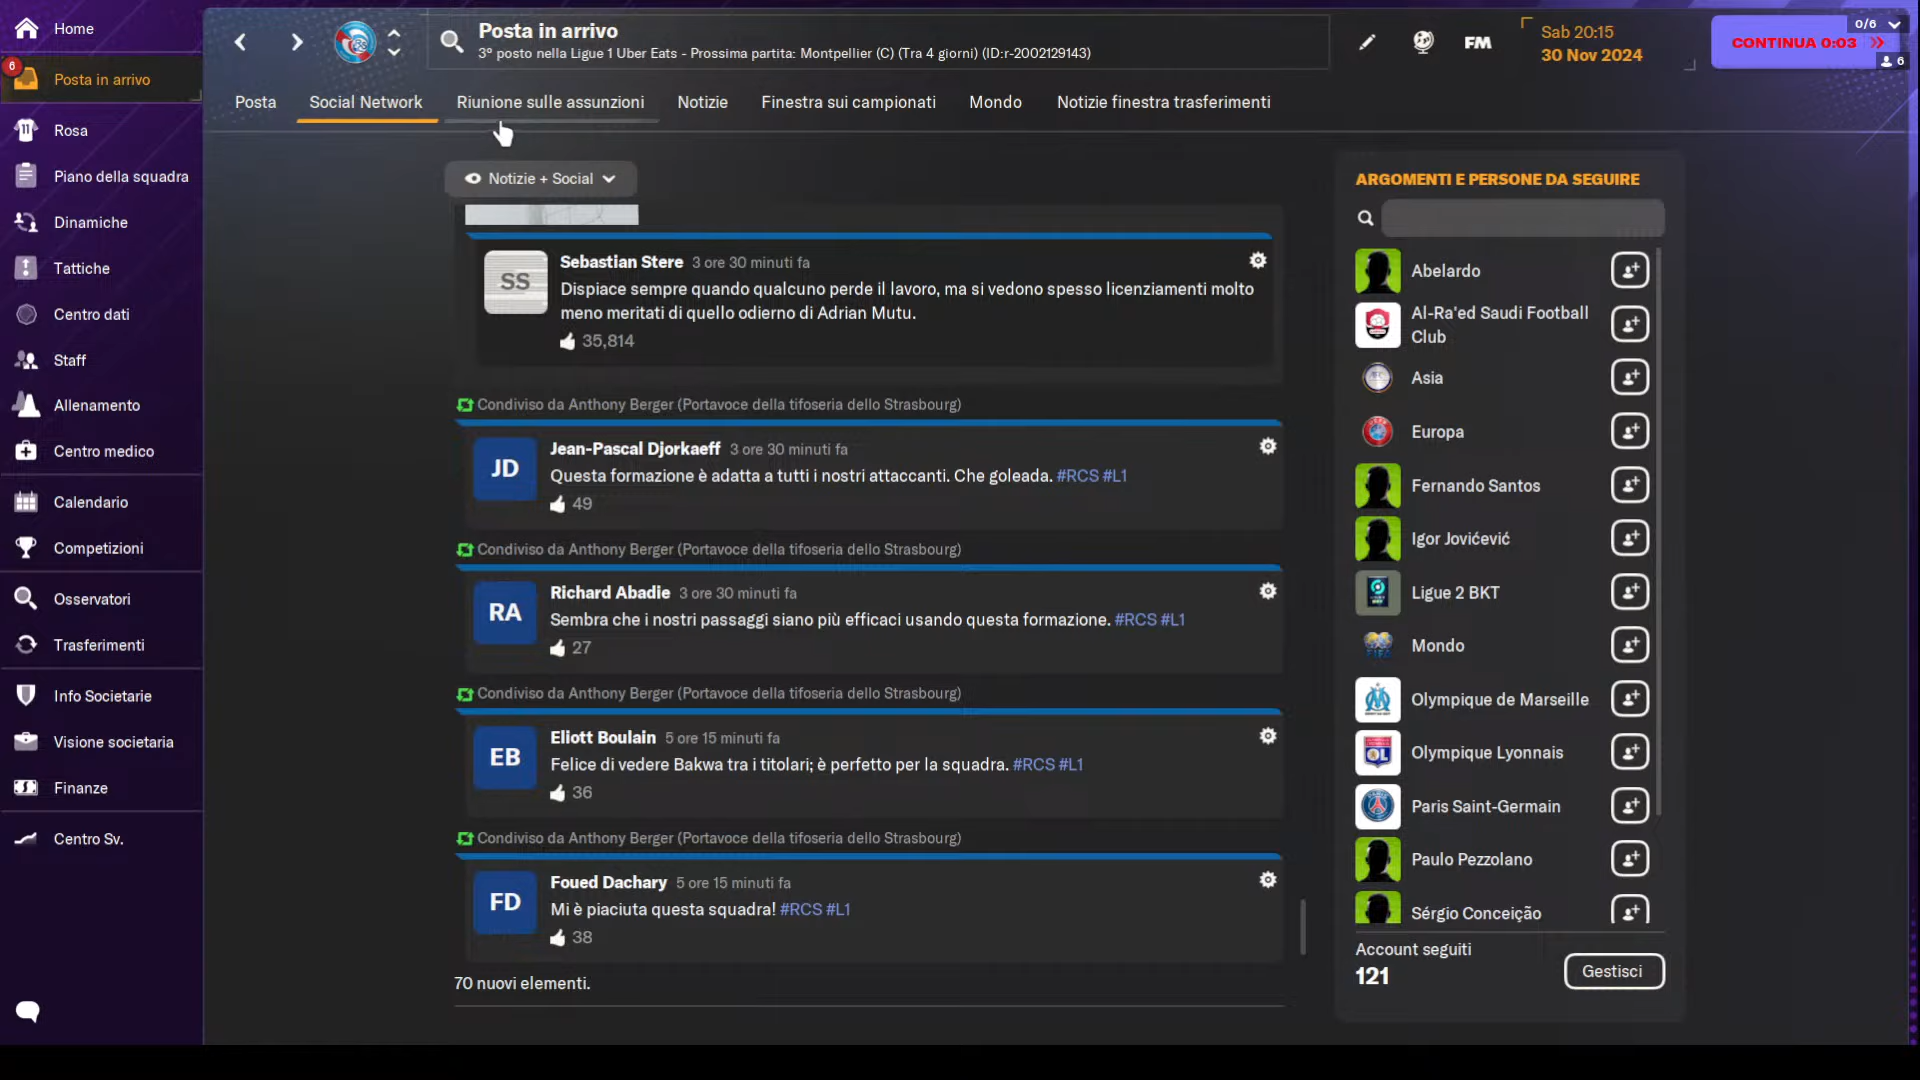 Home
6
Posta in arrivo
Rosa
Piano della squadra
Dinamiche
Tattiche
Centro dati
Staff
Allenamento
Centro medico
Calendario
Competizioni
Osservatori
Trasferimenti
Info Societarie
Visione societaria
Finanze
Centro Sv.
Posta in arrivo
3° posto nella Ligue 1 Uber Eats - Prossima partita: Montpellier (C) (Tra 4 giorni) (ID:r-2002129143)
FM
Sab 20:15
30 Nov 2024
CONTINUA 0:03
0/6
6
Posta
Social Network
Riunione sulle assunzioni
Notizie
Finestra sui campionati
Mondo
Notizie finestra trasferimenti
Notizie + Social
SS
Sebastian Stere 3 ore 30 minuti fa
Dispiace sempre quando qualcuno perde il lavoro, ma si vedono spesso licenziamenti molto
meno meritati di quello odierno di Adrian Mutu.
35,814
Condiviso da Anthony Berger (Portavoce della tifoseria dello Strasbourg)
JD
Jean-Pascal Djorkaeff 3 ore 30 minuti fa
Questa formazione è adatta a tutti i nostri attaccanti. Che goleada. #RCS #L1
49
Condiviso da Anthony Berger (Portavoce della tifoseria dello Strasbourg)
RA
Richard Abadie 3 ore 30 minuti fa
Sembra che i nostri passaggi siano più efficaci usando questa formazione. #RCS #L1
27
Condiviso da Anthony Berger (Portavoce della tifoseria dello Strasbourg)
EB
Eliott Boulain 5 ore 15 minuti fa
Felice di vedere Bakwa tra i titolari; è perfetto per la squadra. #RCS #L1
36
Condiviso da Anthony Berger (Portavoce della tifoseria dello Strasbourg)
FD
Foued Dachary 5 ore 15 minuti fa
Mi è piaciuta questa squadra! #RCS #L1
38
70 nuovi elementi.
ARGOMENTI E PERSONE DA SEGUIRE
Abelardo
Al-Ra'ed Saudi Football
Club
Asia
Europa
Fernando Santos
Igor Jovićević
Ligue 2 BKT
Mondo
Olympique de Marseille
Olympique Lyonnais
Paris Saint-Germain
Paulo Pezzolano
Sérgio Conceição
Account seguiti
121
Gestisci